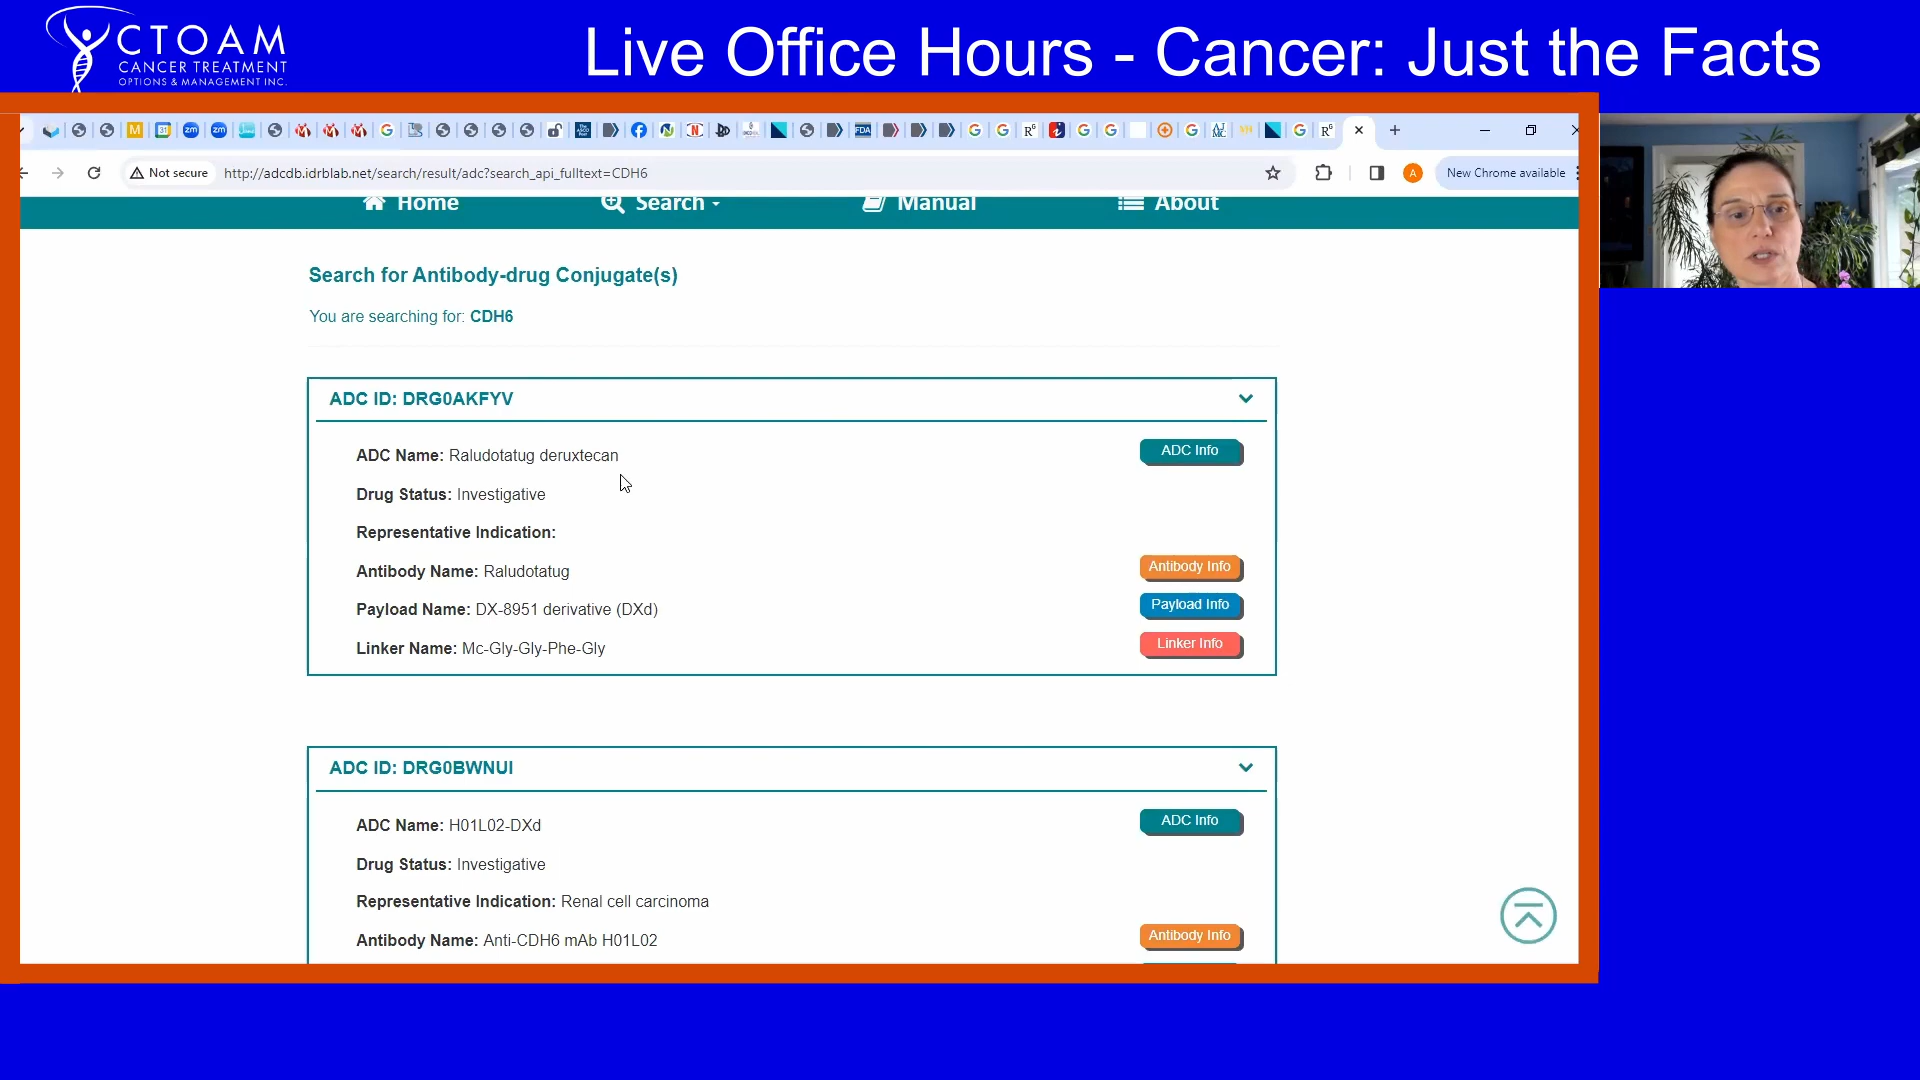 CTOAM
CANCER TREATMENT
OPTIONS & MANAGEMENT INC.
Live Office Hours - Cancer: Just the Facts
Not secure
http://adcdb.idrblab.net/search/result/adc?search_api_fulltext=CDH6
A
New Chrome available
Home
Search
Manual
About
Search for Antibody-drug Conjugate(s)
You are searching for: CDH6
ADC ID: DRG0AKFYV
ADC Name: Raludotatug deruxtecan
ADC Info
Drug Status: Investigative
Representative Indication:
Antibody Name: Raludotatug
Antibody Info
Payload Name: DX-8951 derivative (DXd)
Payload Info
Linker Name: Mc-Gly-Gly-Phe-Gly
Linker Info
ADC ID: DRG0BWNUI
ADC Name: H01L02-DXd
ADC Info
Drug Status: Investigative
Representative Indication: Renal cell carcinoma
Antibody Name: Anti-CDH6 mAb H01L02
Antibody Info